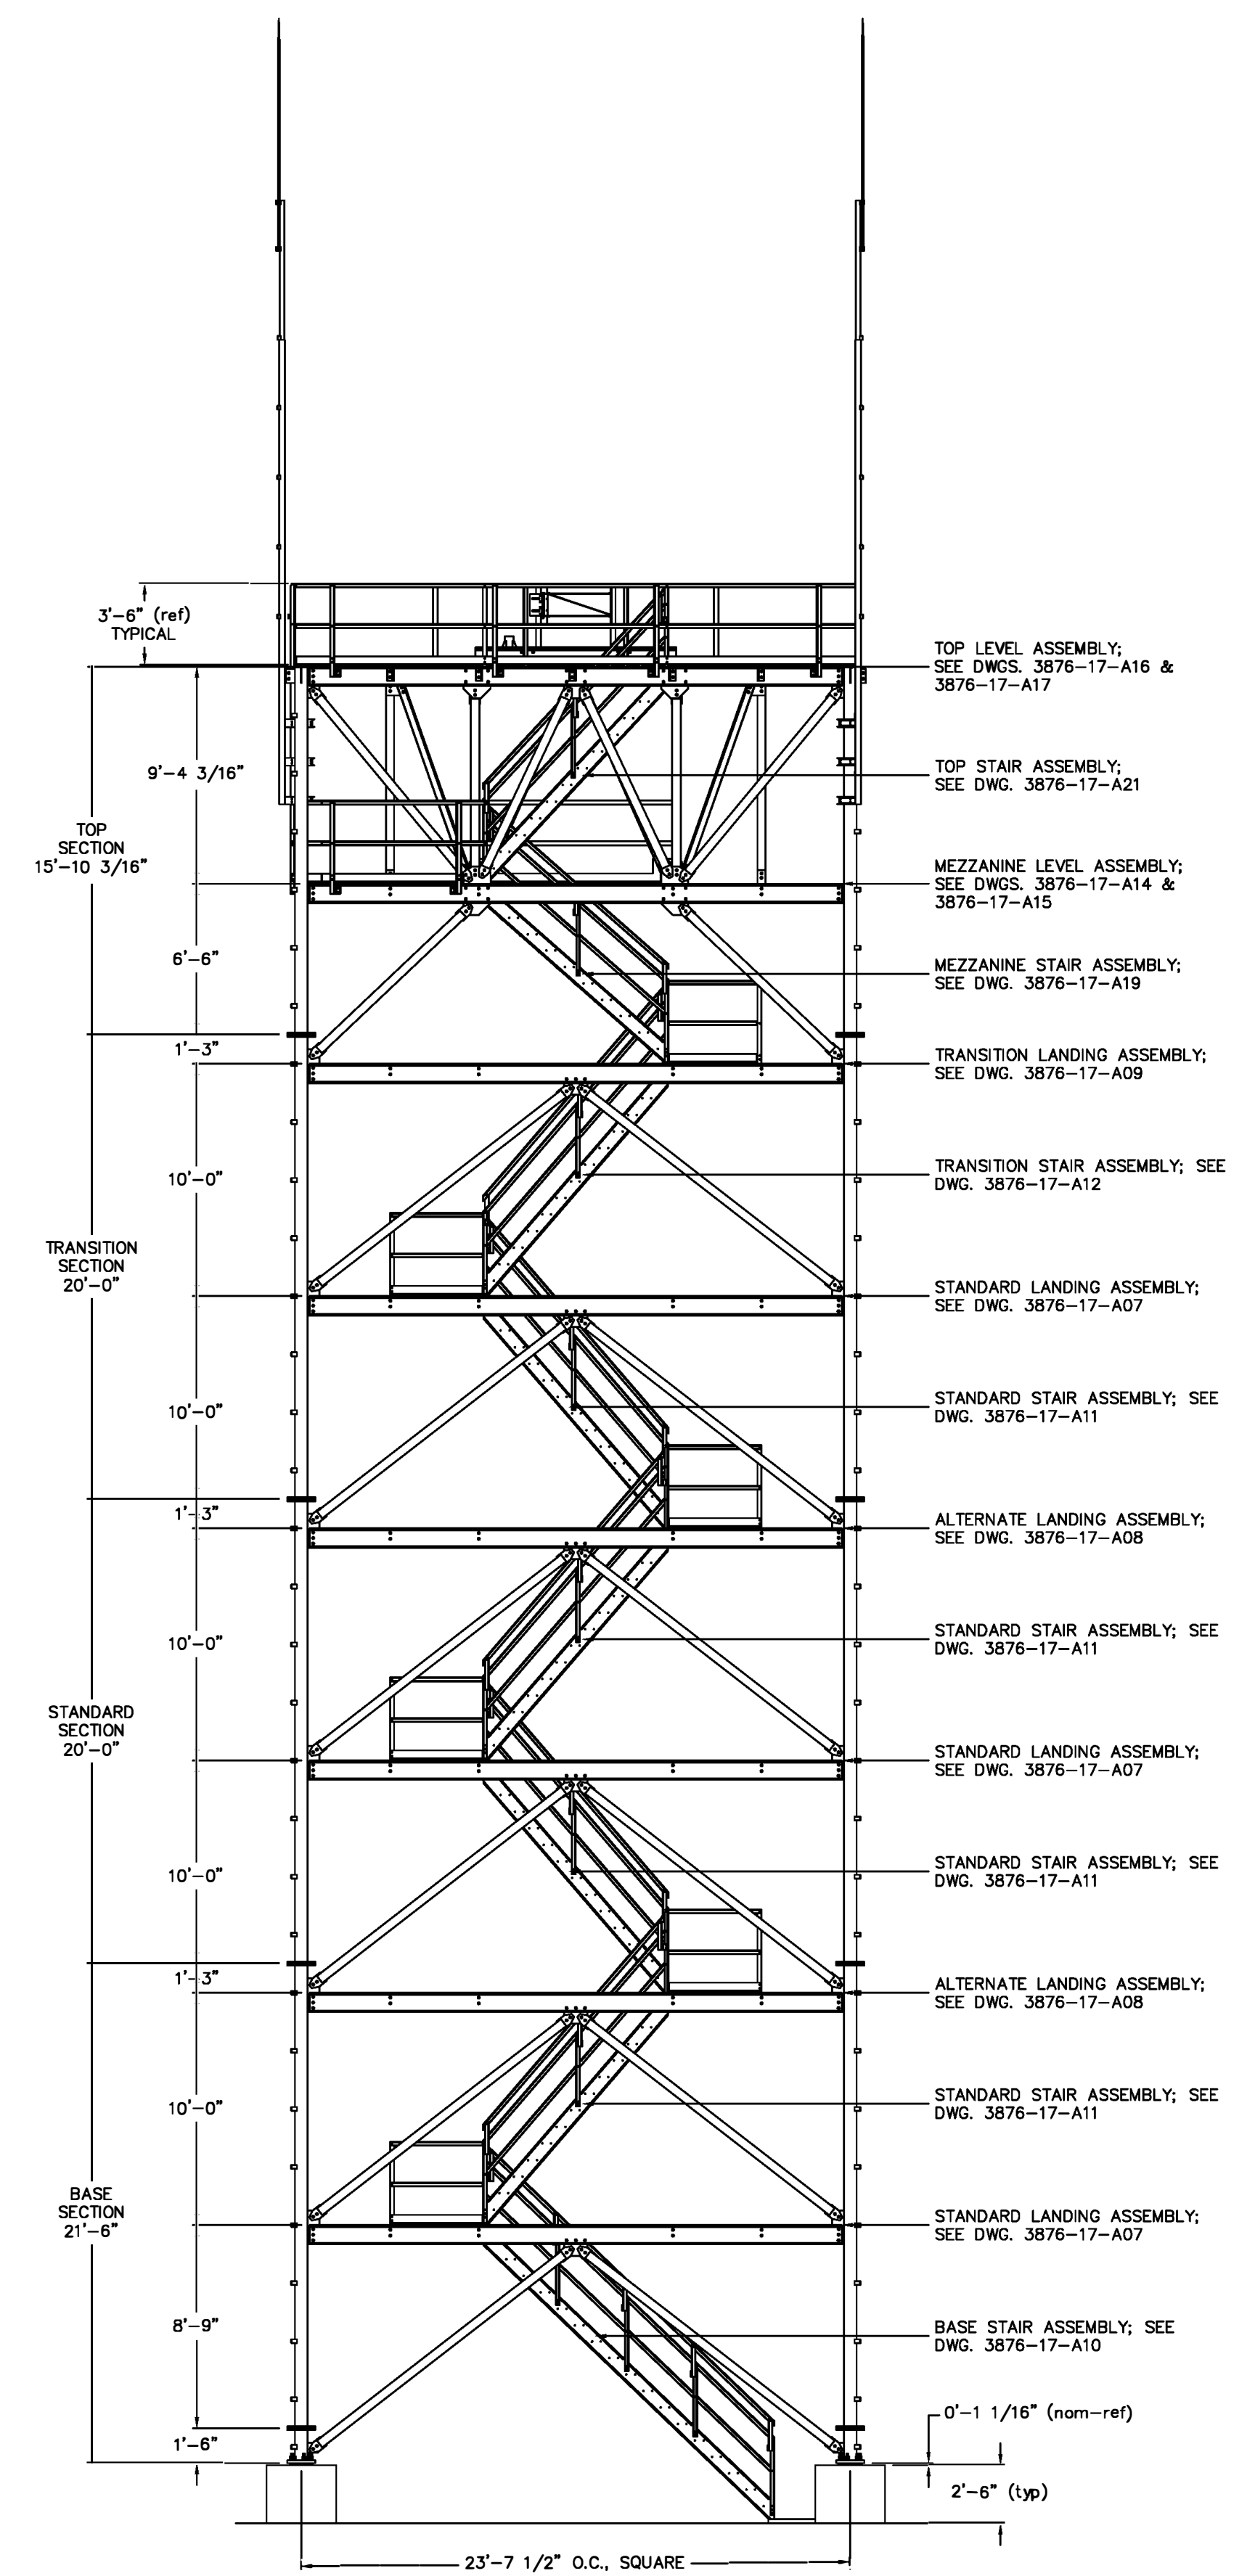 3'-6" (ref)
TYPICAL
TOP LEVEL ASSEMBLY;
SEE DWGS. 3876-17-A16 &
3876-17-A17
9'-4 3/16"
TOP STAIR ASSEMBLY;
SEE DWG. 3876-17-A21
TOP
SECTION
15'-10 3/16"
MEZZANINE LEVEL ASSEMBLY;
SEE DWGS. 3876-17-A14 &
3876-17-A15
6'-6"
MEZZANINE STAIR ASSEMBLY;
SEE DWG. 3876-17-A19
1'-3"
TRANSITION LANDING ASSEMBLY;
SEE DWG. 3876-17-A09
10'-0"
TRANSITION STAIR ASSEMBLY; SEE
DWG. 3876-17-A12
TRANSITION
SECTION
20'-0"
STANDARD LANDING ASSEMBLY;
SEE DWG. 3876-17-A07
10'-0"
STANDARD STAIR ASSEMBLY; SEE
DWG. 3876-17-A11
1'-3"
ALTERNATE LANDING ASSEMBLY;
SEE DWG. 3876-17-A08
10'-0"
STANDARD STAIR ASSEMBLY; SEE
DWG. 3876-17-A11
STANDARD
SECTION
20'-0"
STANDARD LANDING ASSEMBLY;
SEE DWG. 3876-17-A07
10'-0"
STANDARD STAIR ASSEMBLY; SEE
DWG. 3876-17-A11
1'-3"
ALTERNATE LANDING ASSEMBLY;
SEE DWG. 3876-17-A08
10'-0"
STANDARD STAIR ASSEMBLY; SEE
DWG. 3876-17-A11
BASE
SECTION
21'-6"
STANDARD LANDING ASSEMBLY;
SEE DWG. 3876-17-A07
8'-9"
BASE STAIR ASSEMBLY; SEE
DWG. 3876-17-A10
0'-1 1/16" (nom-ref)
1'-6"
2'-6" (typ)
23'-7 1/2" O.C., SQUARE